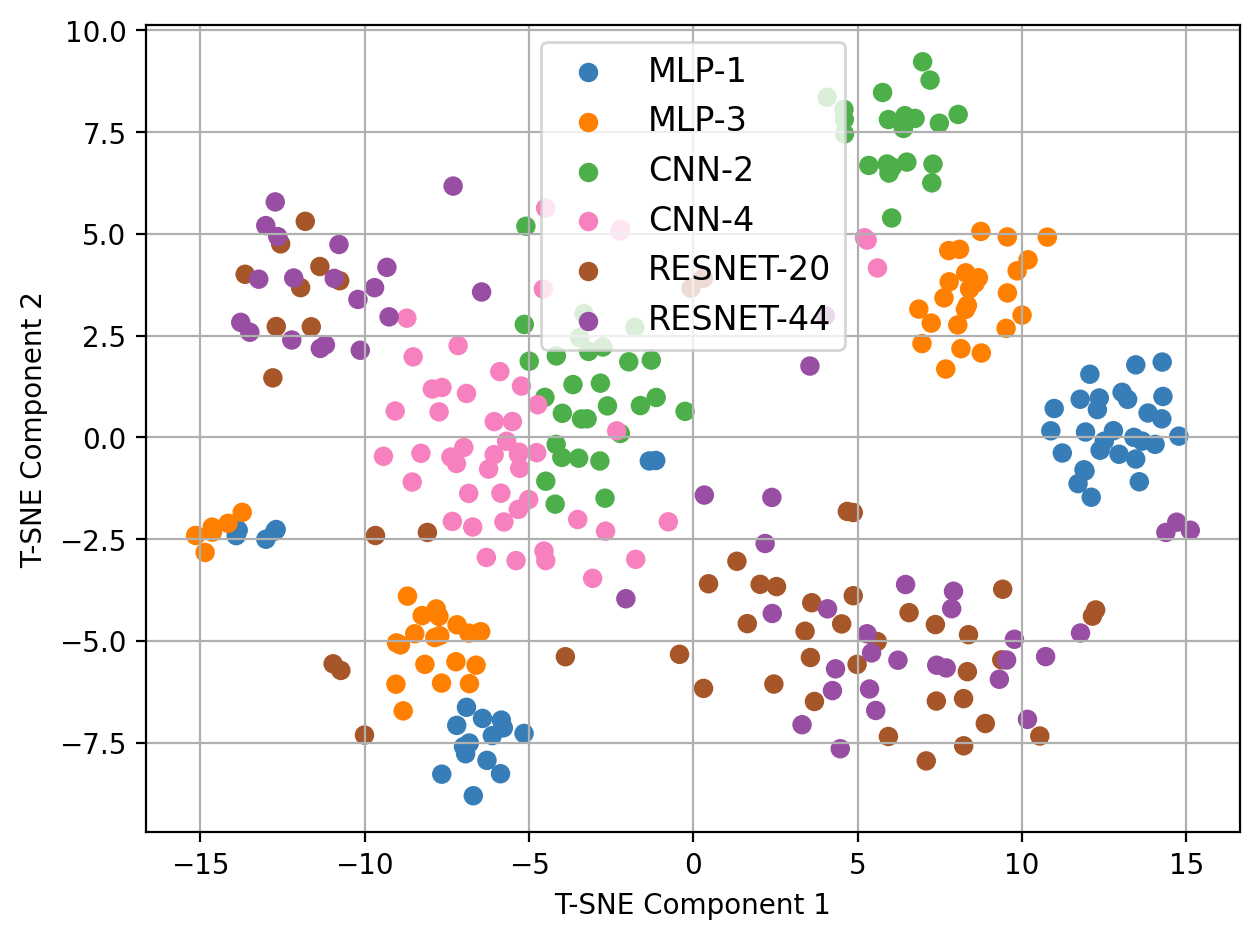 10.0
7.5
5.0
2.5
0.0
−2.5
−5.0
−7.5
T-SNE Component 2
MLP-1
MLP-3
CNN-2
CNN-4
RESNET-20
RESNET-44
−15 −10 −5 0 5 10 15
T-SNE Component 1